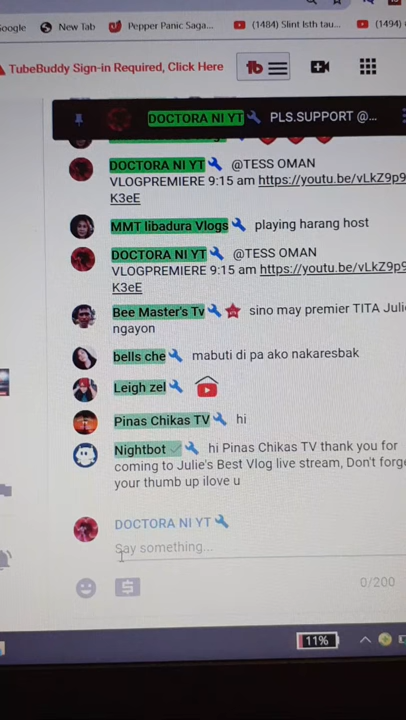 Google New Tab Pepper Panic Saga... (1484) Slint Isth tau... (1494)
TubeBuddy Sign-in Required, Click Here
DOCTORA NI YT PLS.SUPPORT @...
DOCTORA NI YT @TESS OMAN
VLOGPREMIERE 9:15 am https://youtu.be/vLkZ9p9
K3eE
MMT libadura Vlogs playing harang host
DOCTORA NI YT @TESS OMAN
VLOGPREMIERE 9:15 am https://youtu.be/vLkZ9p9
K3eE
Bee Master's Tv sino may premier TITA Julie
ngayon
bells che mabuti di pa ako nakaresbak
Leigh zel
Pinas Chikas TV hi
Nightbot hi Pinas Chikas TV thank you for
coming to Julie's Best Vlog live stream, Don't forge
your thumb up ilove u
DOCTORA NI YT
Say something...
0/200
11%